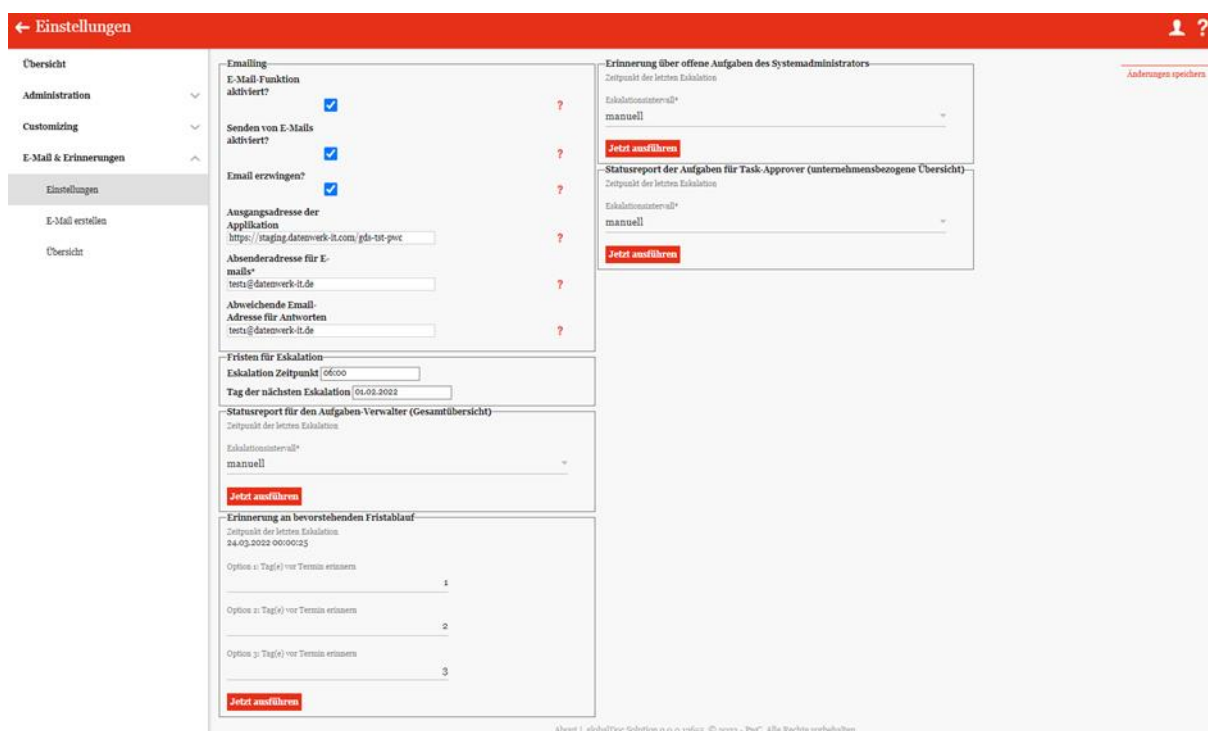 ← Einstellungen
?
Übersicht
Administration
Customizing
E-Mail & Erinnerungen
Einstellungen
E-Mail erstellen
Übersicht
Emailing
E-Mail-Funktion
aktiviert?
?
Senden von E-Mails
aktiviert?
?
Email erzwingen?
?
Ausgangsadresse der
Applikation
https://staging.datenwerk-it.com/gds-tst-pwc
?
Absenderadresse für E-
mails*
test1@datenwerk-it.de
?
Abweichende Email-
Adresse für Antworten
test1@datenwerk-it.de
?
Fristen für Eskalation
Eskalation Zeitpunkt 06:00
Tag der nächsten Eskalation 01.02.2022
Statusreport für den Aufgaben-Verwalter (Gesamtübersicht)
Zeitpunkt der letzten Eskalation
Eskalationsintervall*
manuell
Jetzt ausführen
Erinnerung an bevorstehenden Fristablauf
Zeitpunkt der letzten Eskalation
24.03.2022 00:00:25
Option 1: Tag(e) vor Termin erinnern
1
Option 2: Tag(e) vor Termin erinnern
2
Option 3: Tag(e) vor Termin erinnern
3
Jetzt ausführen
Erinnerung über offene Aufgaben des Systemadministrators
Zeitpunkt der letzten Eskalation
Eskalationsintervall*
manuell
Jetzt ausführen
Statusreport der Aufgaben für Task-Approver (unternehmensbezogene Übersicht)
Zeitpunkt der letzten Eskalation
Eskalationsintervall*
manuell
Jetzt ausführen
Änderungen speichern
About | globalDoc Solution PwC. Alle Rechte vorbehalten